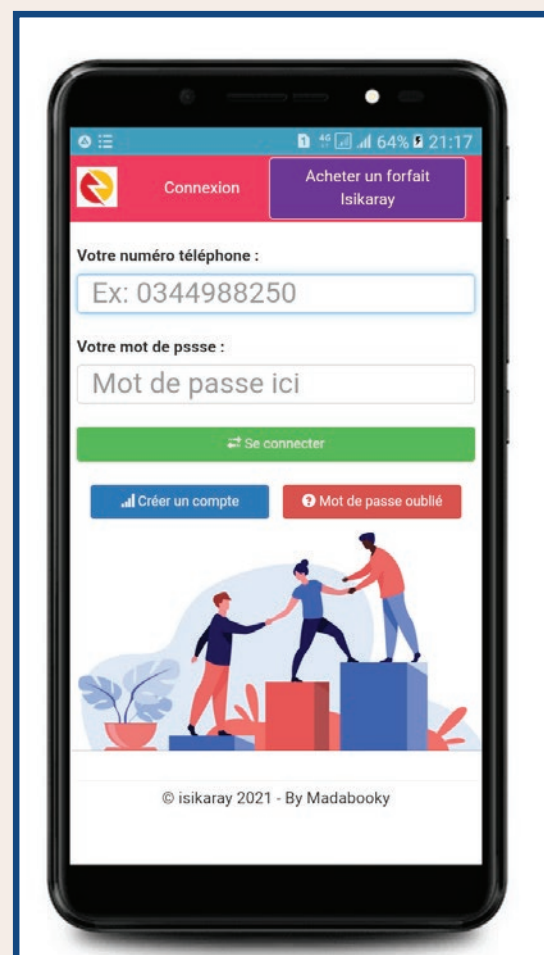 4G 64% 21:17
Connexion
Acheter un forfait
Isikaray
Votre numéro téléphone :
Ex: 0344988250
Votre mot de pssse :
Mot de passe ici
Se connecter
Créer un compte
Mot de passe oublié
© isikaray 2021 - By Madabooky